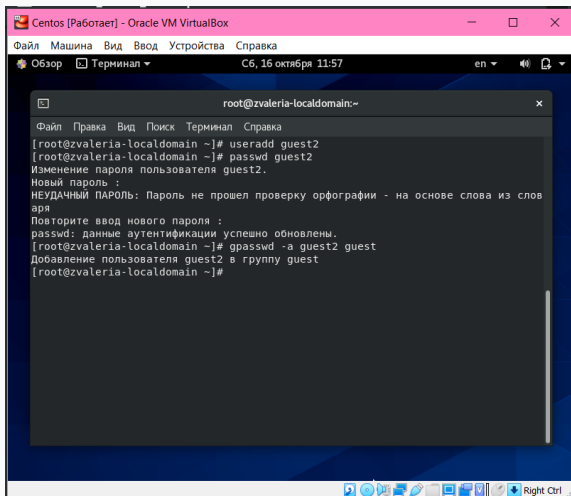 Centos [Работает] - Oracle VM VirtualBox
Файл Машина Вид Ввод Устройства Справка
Обзор Терминал Сб, 16 октября 11:57 en
root@zvaleria-localdomain:~
Файл Правка Вид Поиск Терминал Справка
[root@zvaleria-localdomain ~]# useradd guest2
[root@zvaleria-localdomain ~]# passwd guest2
Изменение пароля пользователя guest2.
Новый пароль :
НЕУДАЧНЫЙ ПАРОЛЬ: Пароль не прошел проверку орфографии - на основе слова из слов
аря
Повторите ввод нового пароля :
passwd: данные аутентификации успешно обновлены.
[root@zvaleria-localdomain ~]# gpasswd -a guest2 guest
Добавление пользователя guest2 в группу guest
[root@zvaleria-localdomain ~]#
Right Ctrl